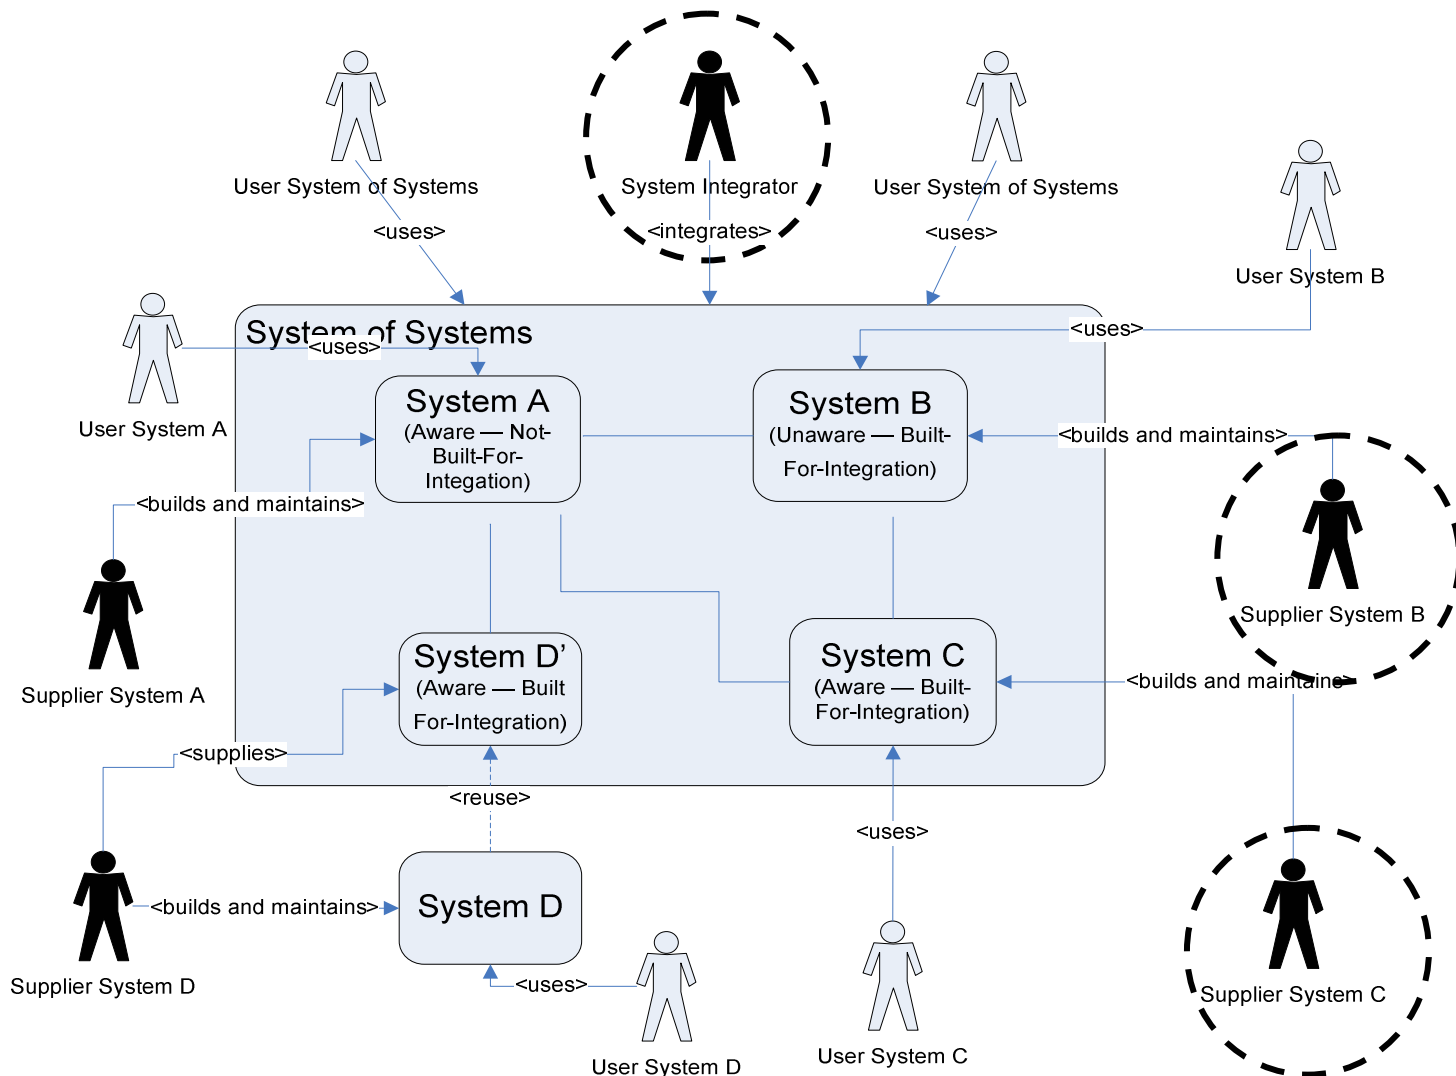 User System of Systems
System Integrator
User System of Systems
<uses>
<integrates>
<uses>
User System B
System of Systems
<uses>
<uses>
User System A
System A
(Aware — Not-
Built-For-
Integation)
System B
(Unaware — Built-
For-Integration)
<builds and maintains>
<builds and maintains>
Supplier System B
Supplier System A
System D’
(Aware — Built
For-Integration)
System C
(Aware — Built-
For-Integration)
<builds and maintains>
<supplies>
<reuse>
<uses>
System D
<builds and maintains>
Supplier System D
<uses>
Supplier System C
User System D
User System C